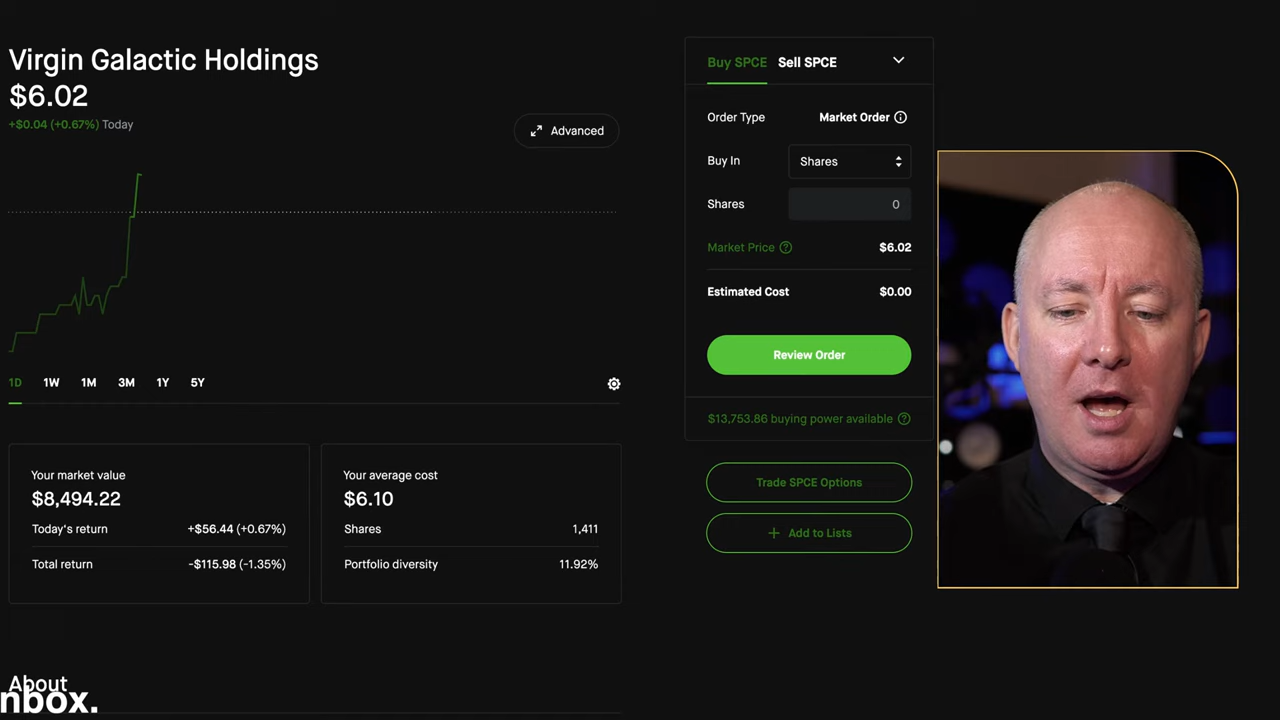 Virgin Galactic Holdings
$6.02
+$0.04 (+0.67%) Today
Advanced
1D 1W 1M 3M 1Y 5Y
Your market value
$8,494.22
Today's return +$56.44 (+0.67%)
Total return -$115.98 (-1.35%)
Your average cost
$6.10
Shares 1,411
Portfolio diversity 11.92%
About
nbox.
Buy SPCE Sell SPCE
Order Type Market Order
Buy In Shares
Shares 0
Market Price $6.02
Estimated Cost $0.00
Review Order
$13,753.86 buying power available
Trade SPCE Options
+ Add to Lists